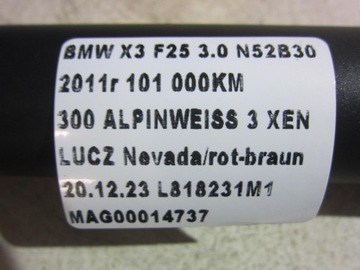 BMW X3 F25 3.0 N52B30
2011r 101 000KM
300 ALPINWEISS 3 XEN
LUCZ Nevada/rot-braun
20.12.23 L818231M1
MAG00014737